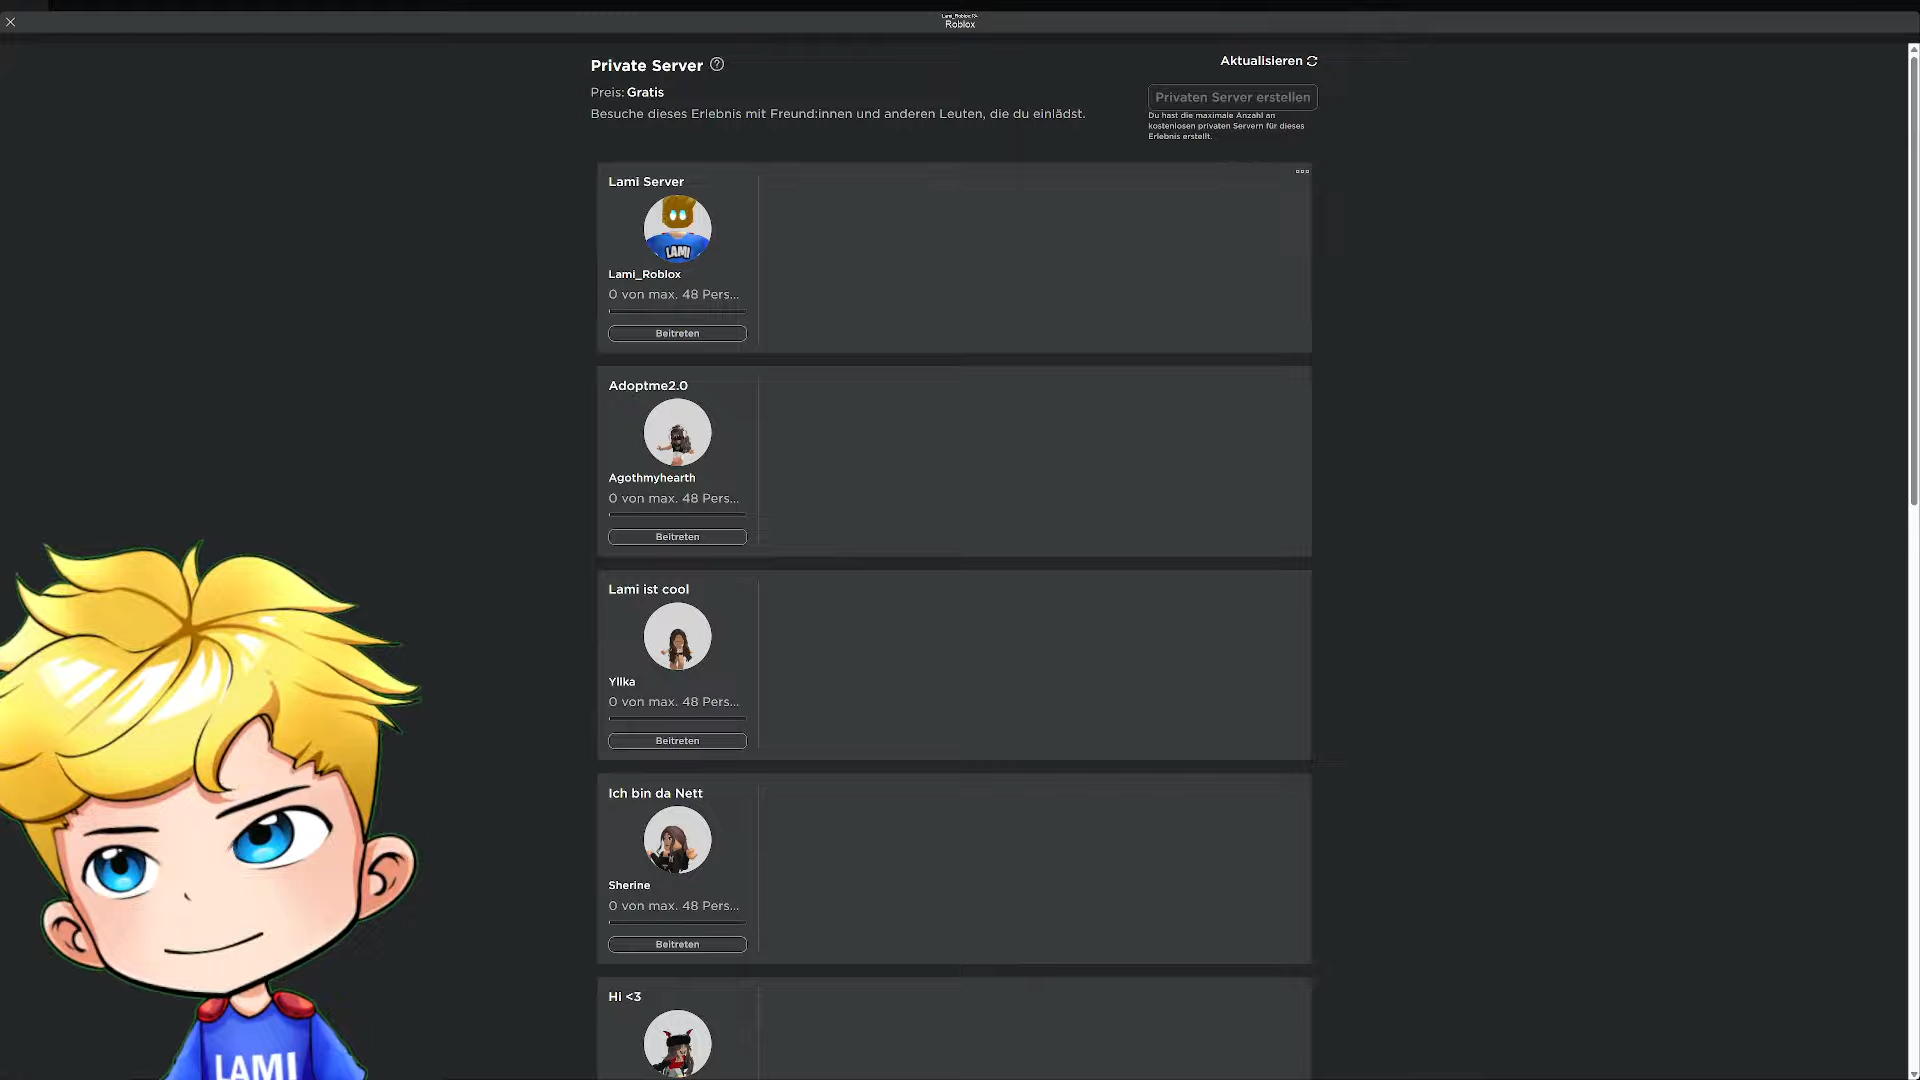 Lami_Roblox: 13+
Roblox
Private Server
Aktualisieren
Preis: Gratis
Privaten Server erstellen
Besuche dieses Erlebnis mit Freund:innen und anderen Leuten, die du einlädst.
Du hast die maximale Anzahl an
kostenlosen privaten Servern für dieses
Erlebnis erstellt.
Lami Server
LAMI
Lami_Roblox
0 von max. 48 Pers...
Beitreten
Adoptme2.0
Agothmyhearth
0 von max. 48 Pers...
Beitreten
Lami ist cool
Yllka
0 von max. 48 Pers...
Beitreten
Ich bin da Nett
Sherine
0 von max. 48 Pers...
Beitreten
Hi <3
LAMI